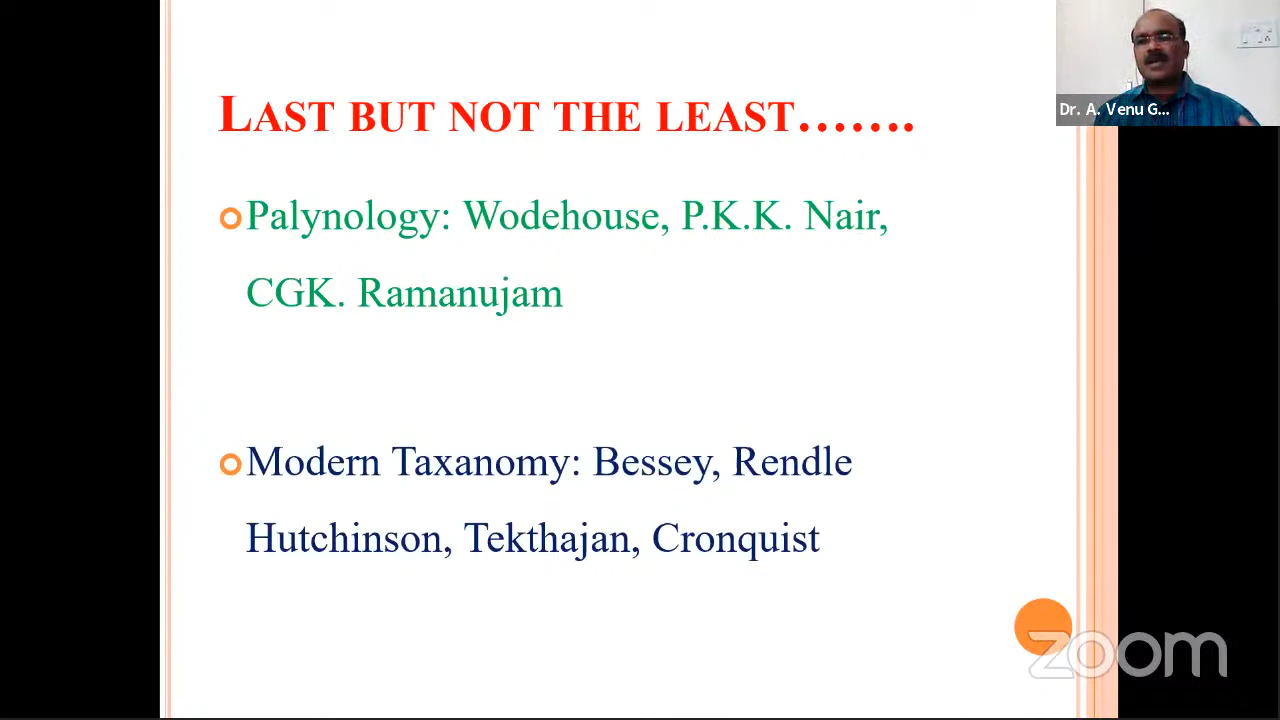 LAST BUT NOT THE LEAST.......
Dr. A. Venu G...
Palynology: Wodehouse, P.K.K. Nair,
CGK. Ramanujam
Modern Taxanomy: Bessey, Rendle
Hutchinson, Tekthajan, Cronquist
zoom